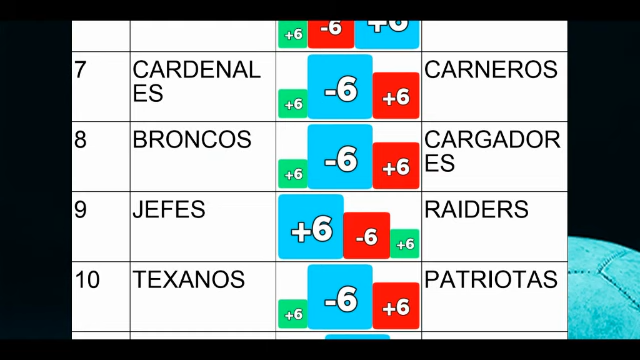 +6 -6 +6
7 CARDENAL +6 -6 +6 CARNEROS
ES
8 BRONCOS +6 -6 +6 CARGADOR
ES
9 JEFES +6 -6 +6 RAIDERS
10 TEXANOS +6 -6 +6 PATRIOTAS